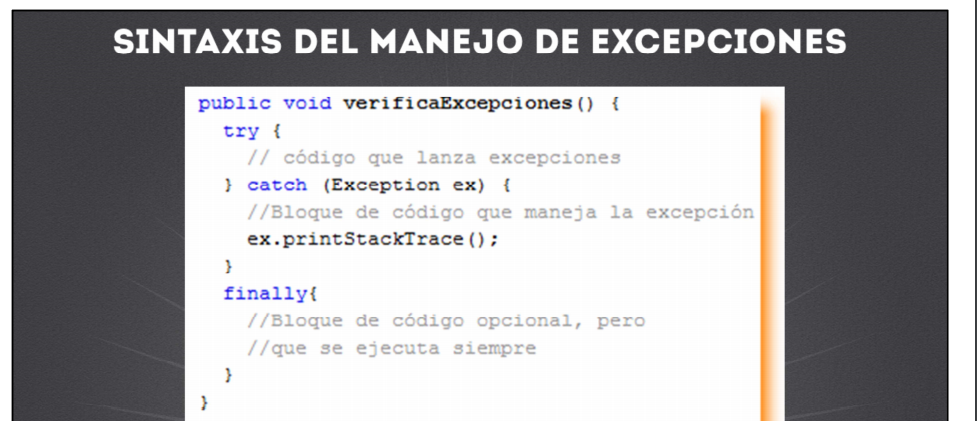 SINTAXIS DEL MANEJO DE EXCEPCIONES
public void verificaExcepciones() {
try {
// código que lanza excepciones
} catch (Exception ex) {
//Bloque de código que maneja la excepción
ex.printStackTrace();
}
finally{
//Bloque de código opcional, pero
//que se ejecuta siempre
}
}